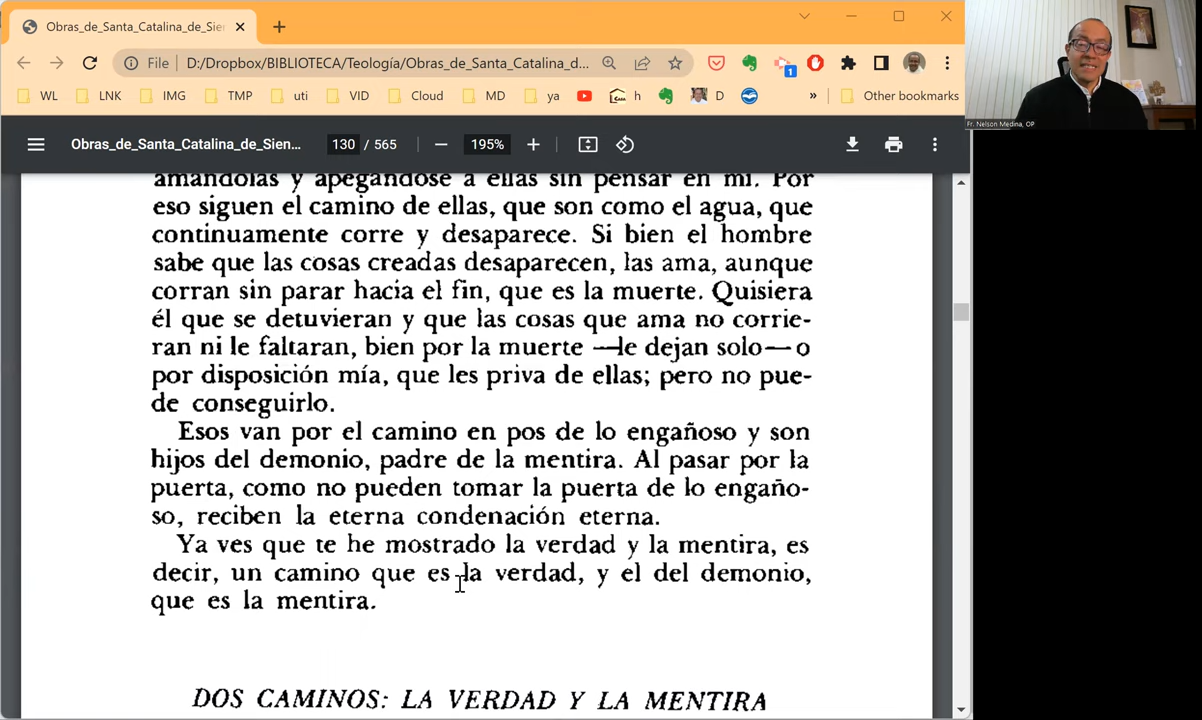 Obras_de_Santa_Catalina_de_Sie
File
D:/Dropbox/BIBLIOTECA/Teología/Obras_de_Santa_Catalina_d...
1
WL
LNK
IMG
TMP
uti
VID
Cloud
MD
ya
h
D
»
Other bookmarks
Fr. Nelson Medina, OP
Obras_de_Santa_Catalina_de_Sien...
130 / 565
195%
amándolas y apegándose a ellas sin pensar en mí. Por
eso siguen el camino de ellas, que son como el agua, que
continuamente corre y desaparece. Si bien el hombre
sabe que las cosas creadas desaparecen, las ama, aunque
corran sin parar hacia el fin, que es la muerte. Quisiera
él que se detuvieran y que las cosas que ama no corrie-
ran ni le faltaran, bien por la muerte —le dejan solo— o
por disposición mía, que les priva de ellas; pero no pue-
de conseguirlo.
Esos van por el camino en pos de lo engañoso y son
hijos del demonio, padre de la mentira. Al pasar por la
puerta, como no pueden tomar la puerta de lo engaño-
so, reciben la eterna condenación eterna.
Ya ves que te he mostrado la verdad y la mentira, es
decir, un camino que es la verdad, y el del demonio,
que es la mentira.
DOS CAMINOS: LA VERDAD Y LA MENTIRA